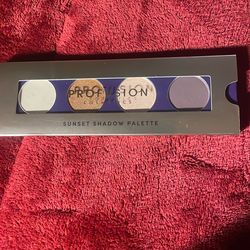 PROFUSION
cosmetics
SUNSET SHADOW PALETTE